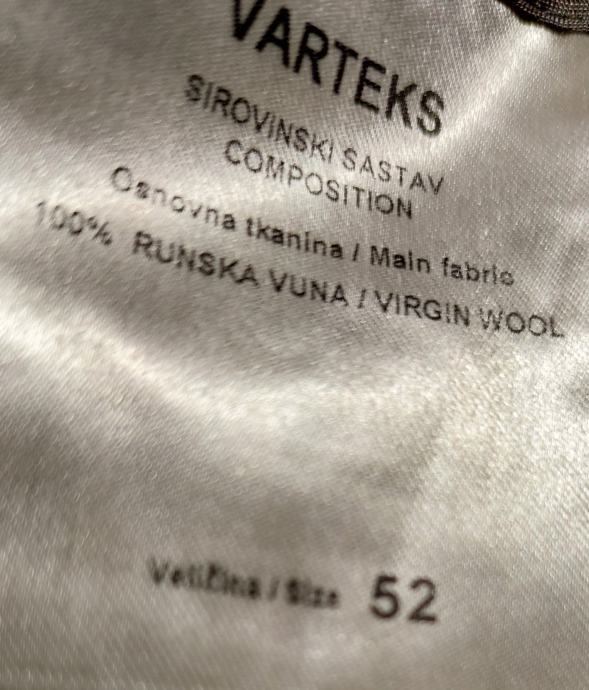 VARTEKS
SIROVINSKI SASTAV
COMPOSITION
Osnovna tkanina / Main fabric
100% RUNSKA VUNA / VIRGIN WOOL
Veličina / Size 52